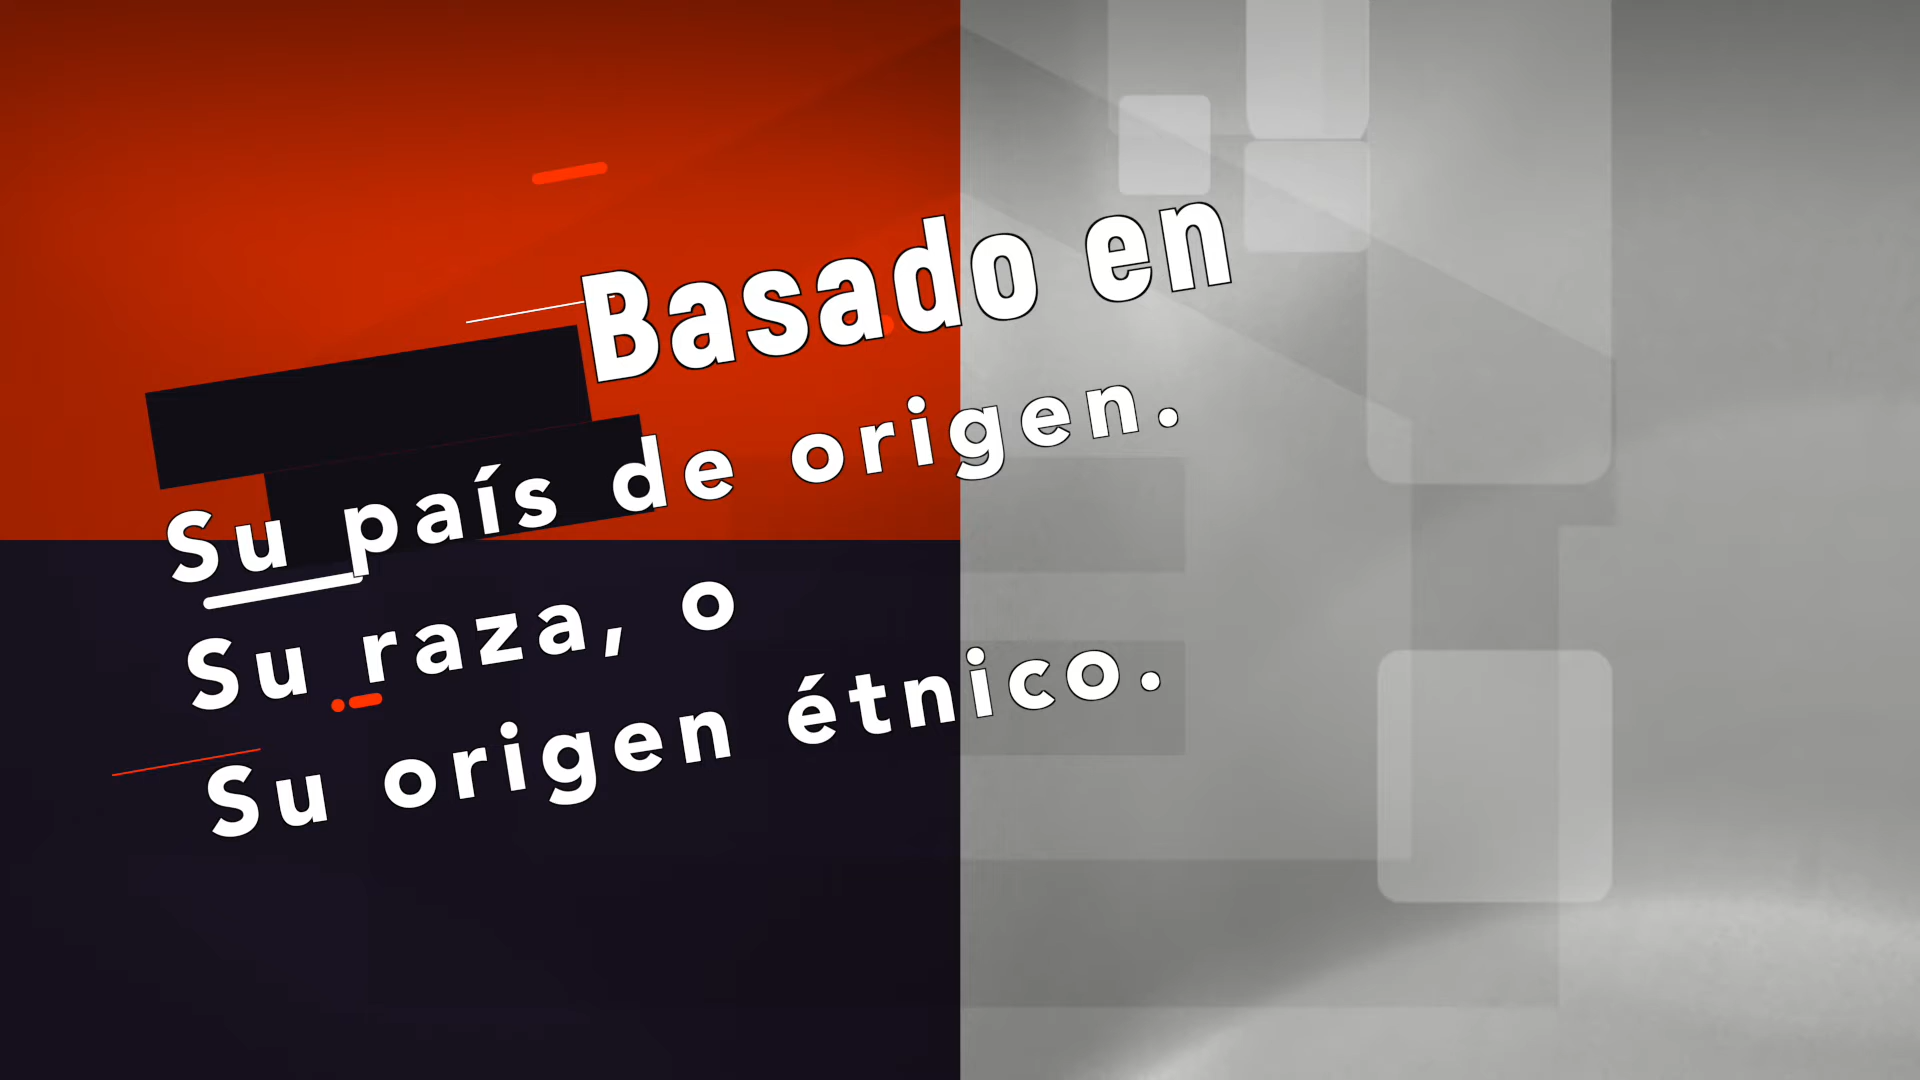 Basado en
Su país de origen.
Su raza, o
Su origen étnico.